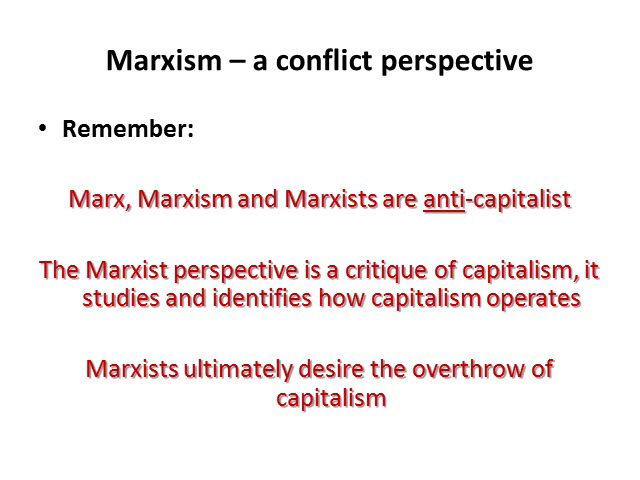 Marxism – a conflict perspective
• Remember:
Marx, Marxism and Marxists are anti-capitalist
The Marxist perspective is a critique of capitalism, it
studies and identifies how capitalism operates
Marxists ultimately desire the overthrow of
capitalism